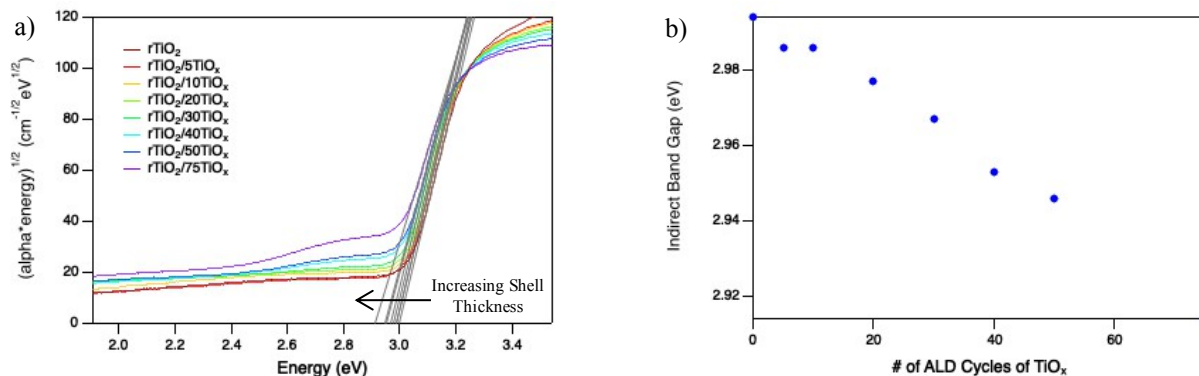 a)
120
100
80
60
40
20
0
(alpha*energy)^1/2 (cm^-1/2 eV^1/2)
rTiO₂
rTiO₂/5TiOₓ
rTiO₂/10TiOₓ
rTiO₂/20TiOₓ
rTiO₂/30TiOₓ
rTiO₂/40TiOₓ
rTiO₂/50TiOₓ
rTiO₂/75TiOₓ
Increasing Shell
Thickness
2.0 2.2 2.4 2.6 2.8 3.0 3.2 3.4
Energy (eV)
b)
2.98
2.96
2.94
2.92
Indirect Band Gap (eV)
0 20 40 60
# of ALD Cycles of TiOₓ